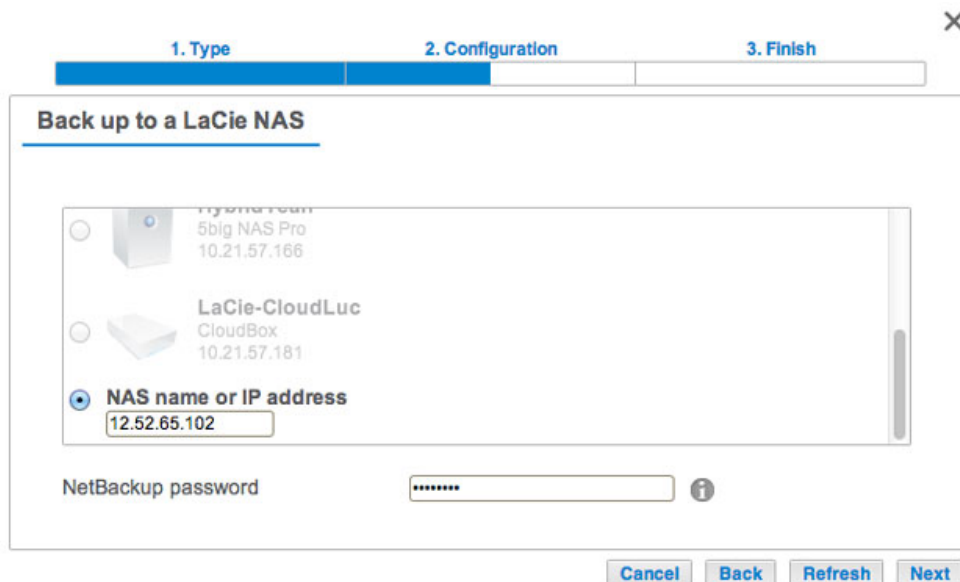 1. Type
2. Configuration
3. Finish
Back up to a LaCie NAS
5big NAS Pro
10.21.57.166
LaCie-CloudLuc
CloudBox
10.21.57.181
NAS name or IP address
12.52.65.102
NetBackup password
Cancel
Back
Refresh
Next